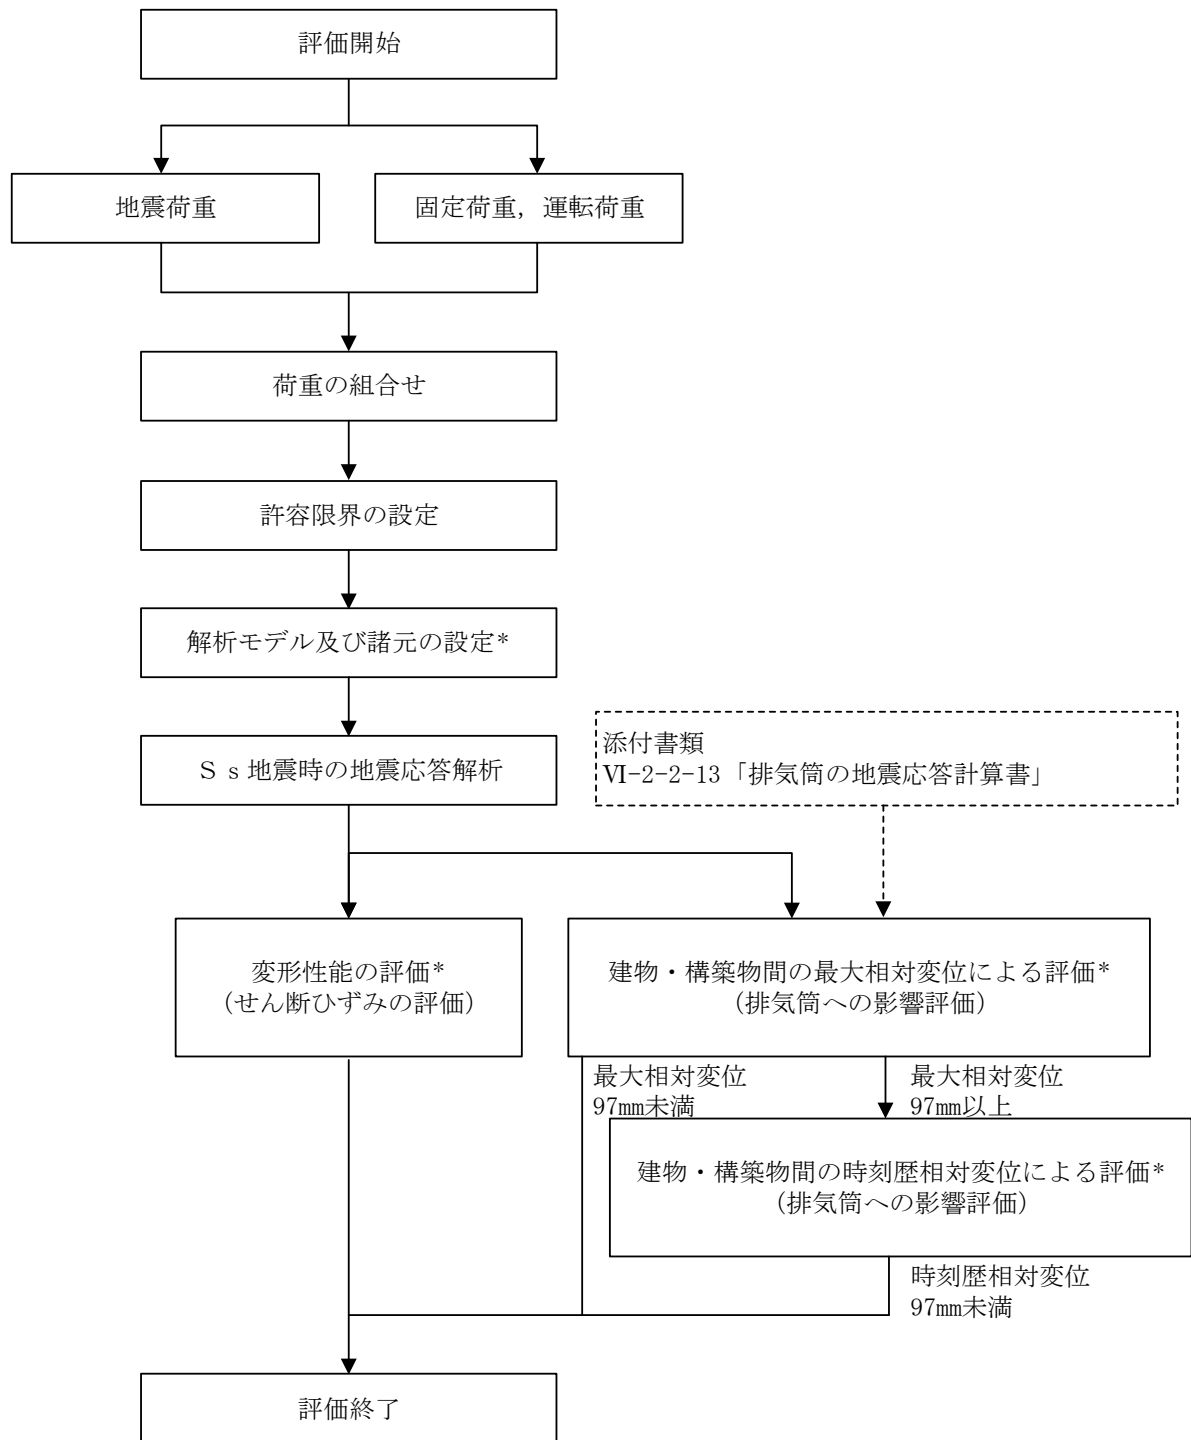 評価開始
地震荷重
固定荷重，運転荷重
荷重の組合せ
許容限界の設定
解析モデル及び諸元の設定*
Ｓｓ地震時の地震応答解析
添付書類
Ⅵ-2-2-13「排気筒の地震応答計算書」
変形性能の評価*
（せん断ひずみの評価）
建物・構築物間の最大相対変位による評価*
（排気筒への影響評価）
最大相対変位
97㎜未満
最大相対変位
97㎜以上
建物・構築物間の時刻歴相対変位による評価*
（排気筒への影響評価）
時刻歴相対変位
97㎜未満
評価終了